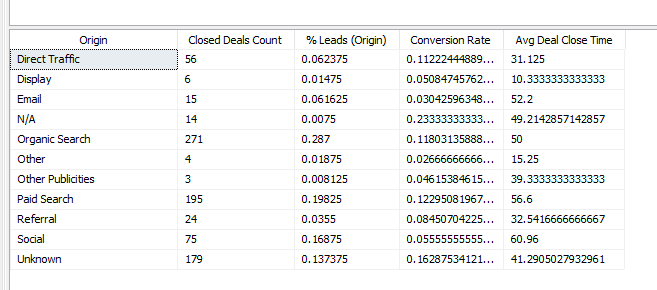 Origin Closed Deals Count % Leads (Origin) Conversion Rate Avg Deal Close Time
Direct Traffic 56 0.062375 0.11222444889... 31.125
Display 6 0.01475 0.05084745762... 10.3333333333333
Email 15 0.061625 0.03042596348... 52.2
N/A 14 0.0075 0.23333333333... 49.2142857142857
Organic Search 271 0.287 0.11803135888... 50
Other 4 0.01875 0.02666666666... 15.25
Other Publicities 3 0.008125 0.04615384615... 39.3333333333333
Paid Search 195 0.19825 0.12295081967... 56.6
Referral 24 0.0355 0.08450704225... 32.5416666666667
Social 75 0.16875 0.05555555555... 60.96
Unknown 179 0.137375 0.16287534121... 41.2905027932961